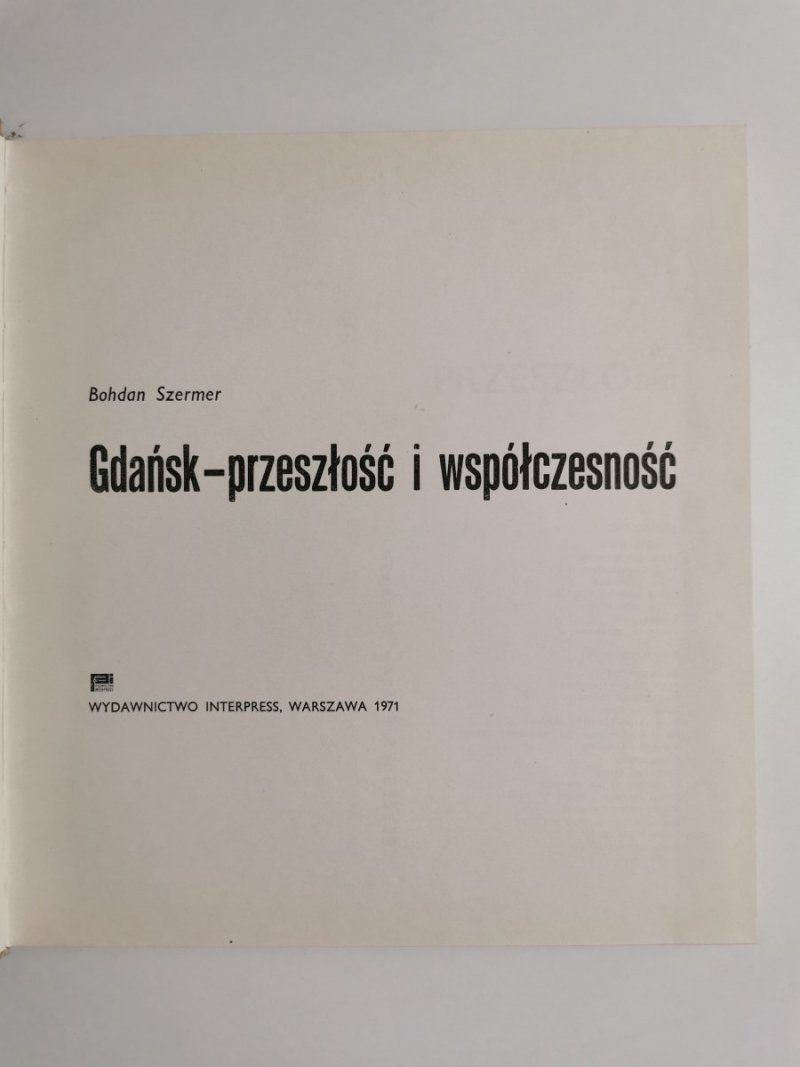 Bohdan Szermer
Gdańsk–przeszłość i współczesność
WYDAWNICTWO INTERPRESS, WARSZAWA 1971